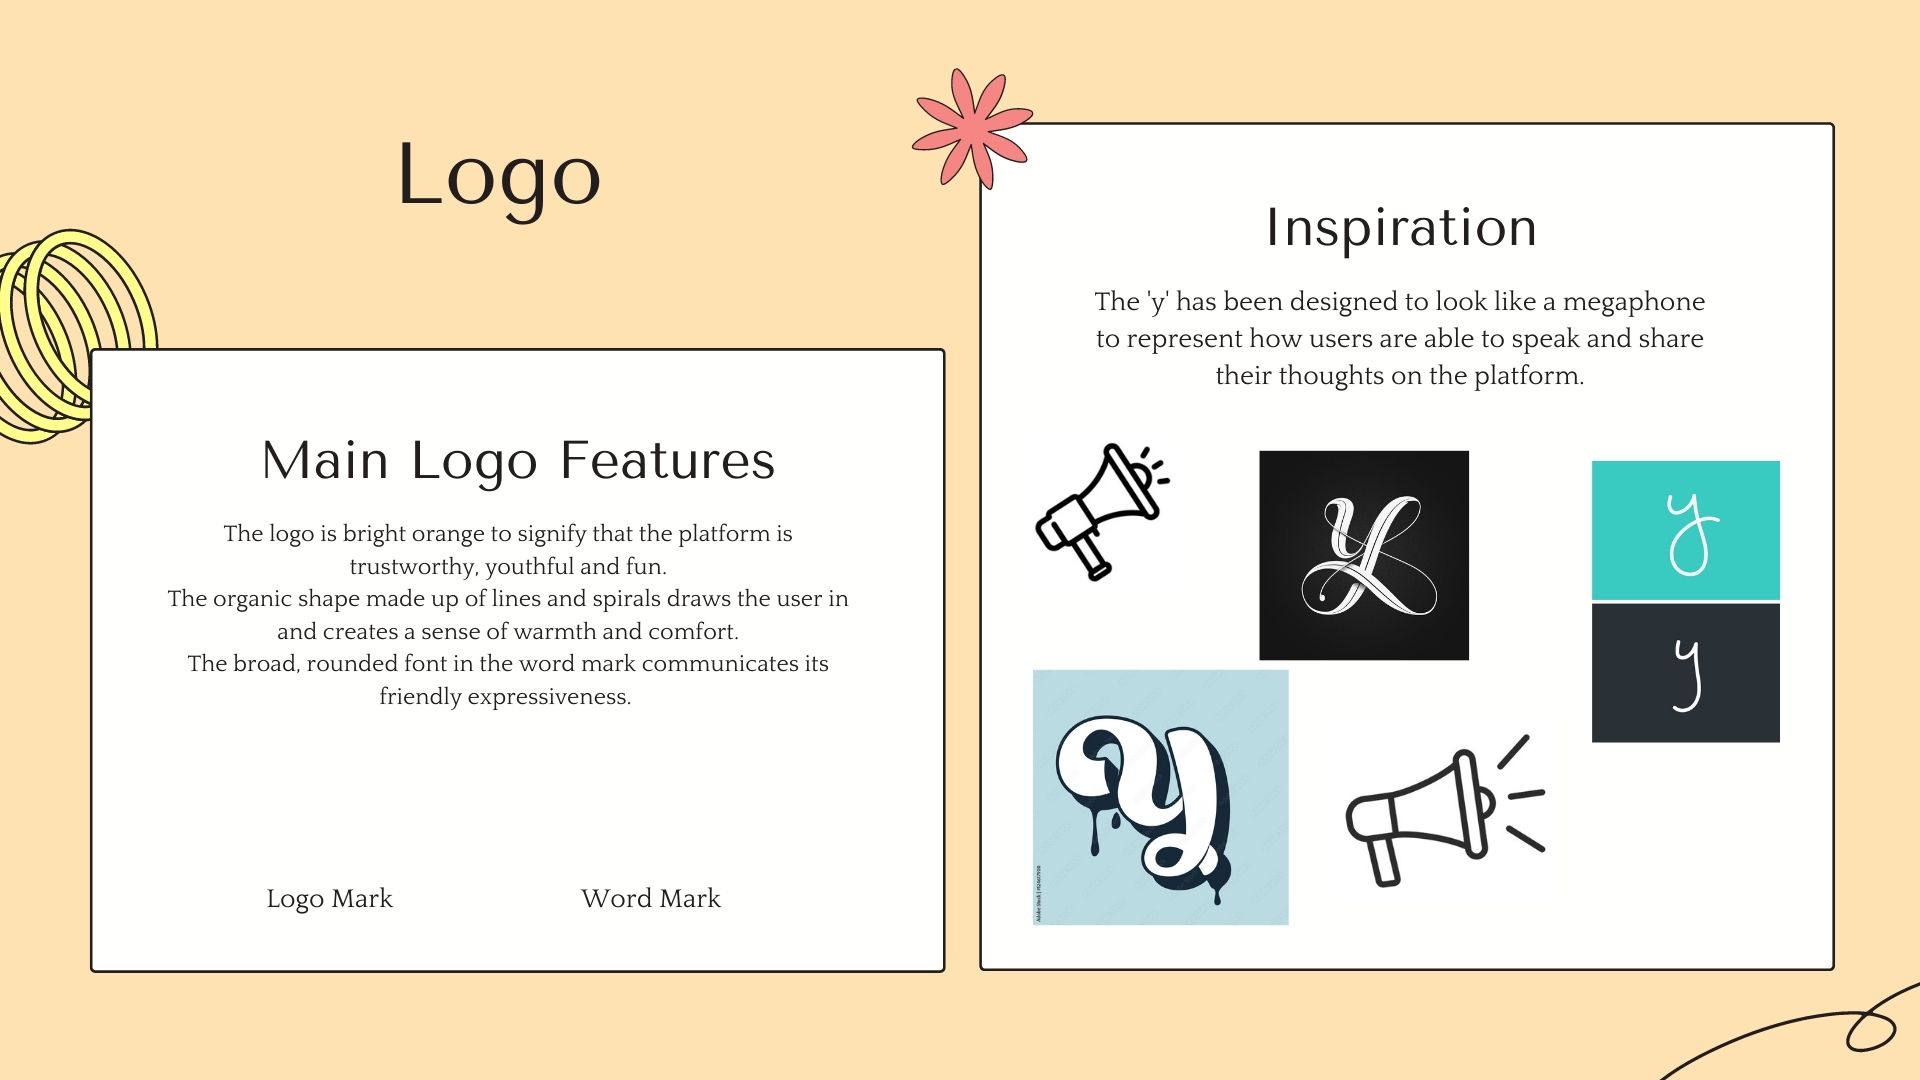 Logo
Main Logo Features
The logo is bright orange to signify that the platform is
trustworthy, youthful and fun.
The organic shape made up of lines and spirals draws the user in
and creates a sense of warmth and comfort.
The broad, rounded font in the word mark communicates its
friendly expressiveness.
Logo Mark
Word Mark
Inspiration
The 'y' has been designed to look like a megaphone
to represent how users are able to speak and share
their thoughts on the platform.
y
y
y
y
Adobe Stock